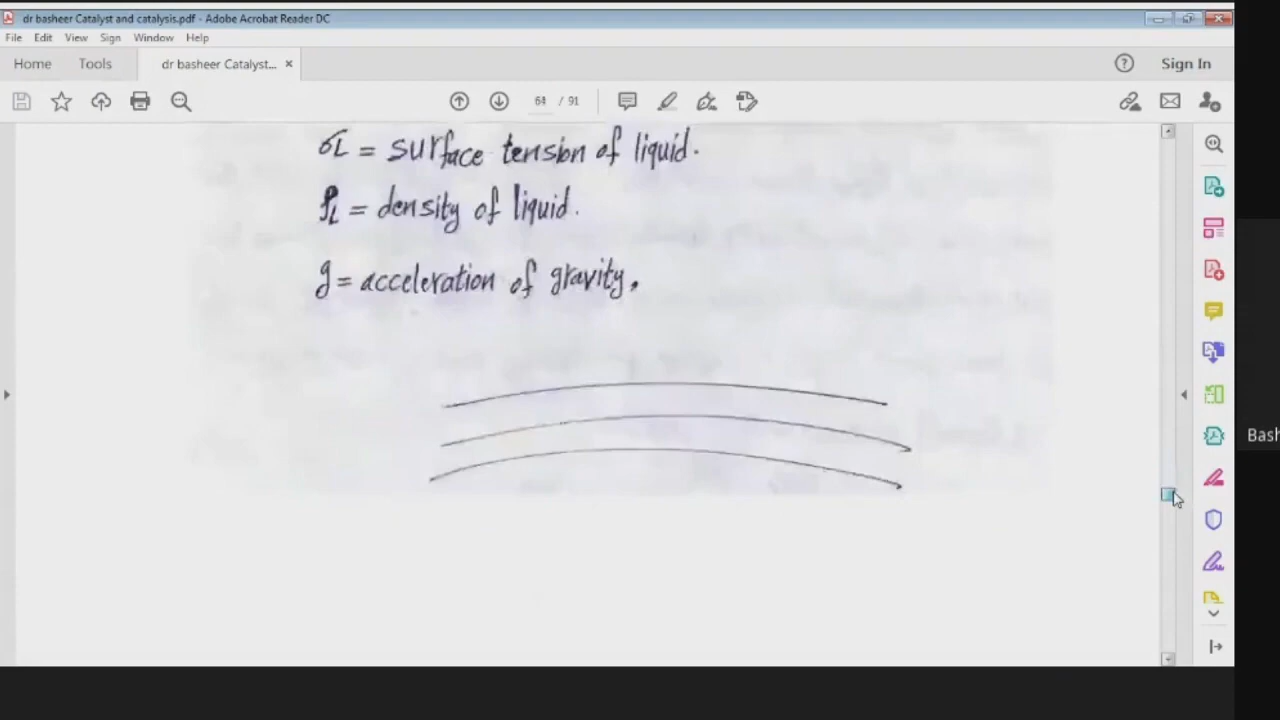 dr basheer Catalyst and catalysis.pdf - Adobe Acrobat Reader DC
File Edit View Sign Window Help
Home Tools dr basheer Catalyst... × Sign In
/ 91
σL = surface tension of liquid.
ρL = density of liquid.
g = acceleration of gravity.
Bash